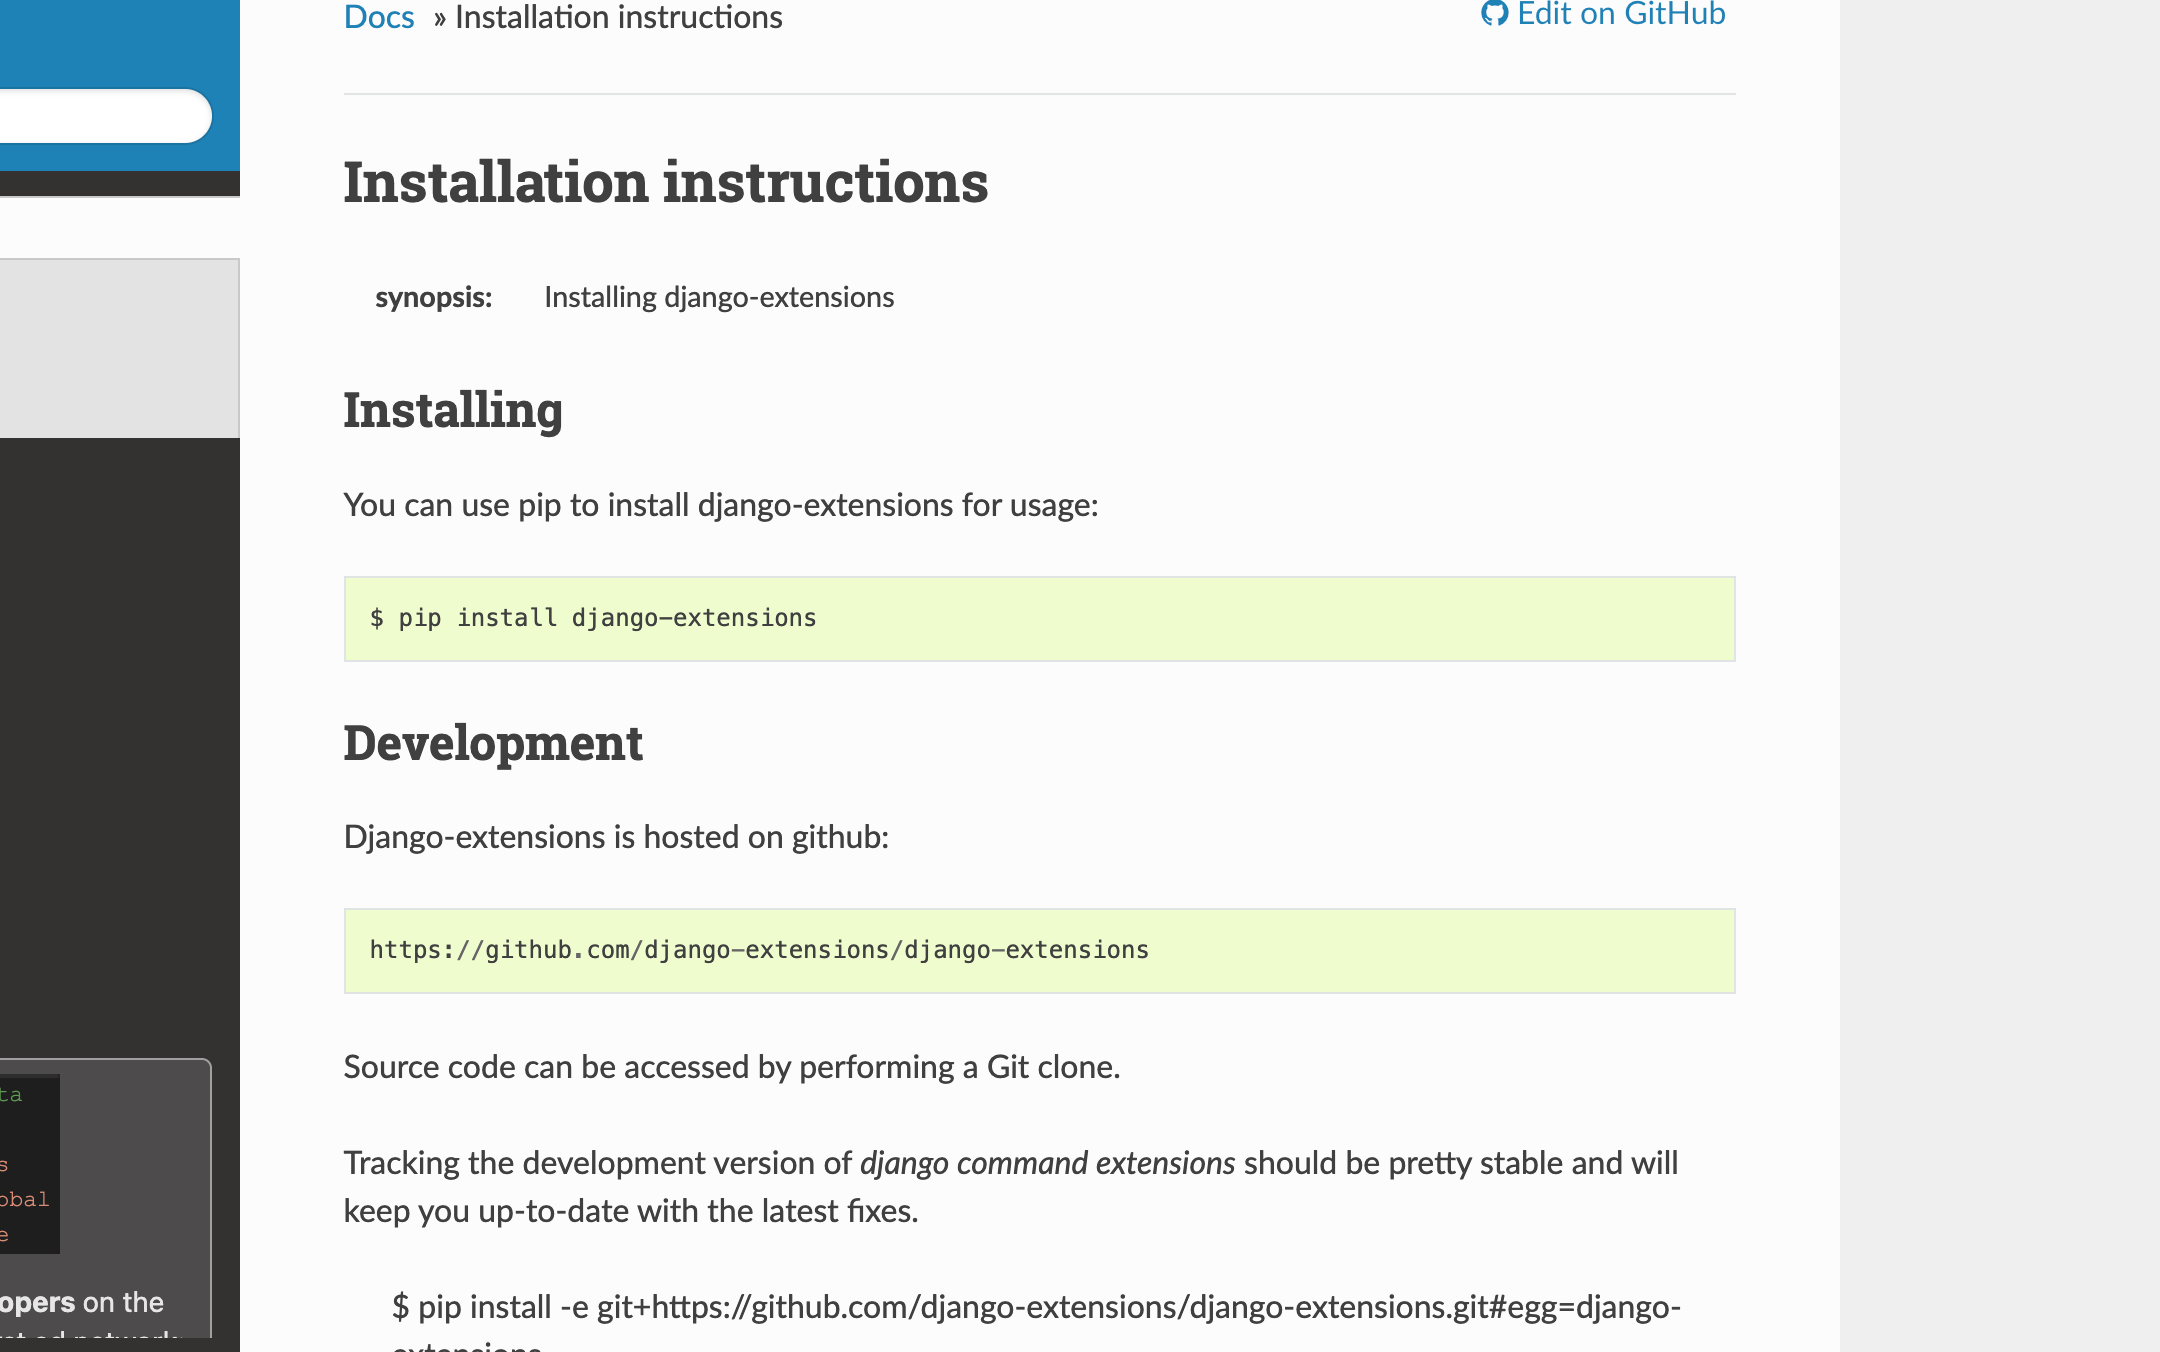 Docs » Installation instructions
Edit on GitHub
Installation instructions
synopsis: Installing django-extensions
Installing
You can use pip to install django-extensions for usage:
$ pip install django-extensions
Development
Django-extensions is hosted on github:
https://github.com/django-extensions/django-extensions
Source code can be accessed by performing a Git clone.
Tracking the development version of django command extensions should be pretty stable and will
keep you up-to-date with the latest fixes.
$ pip install -e git+https://github.com/django-extensions/django-extensions.git#egg=django-
extensions
ta
s
obal
e
opers on the